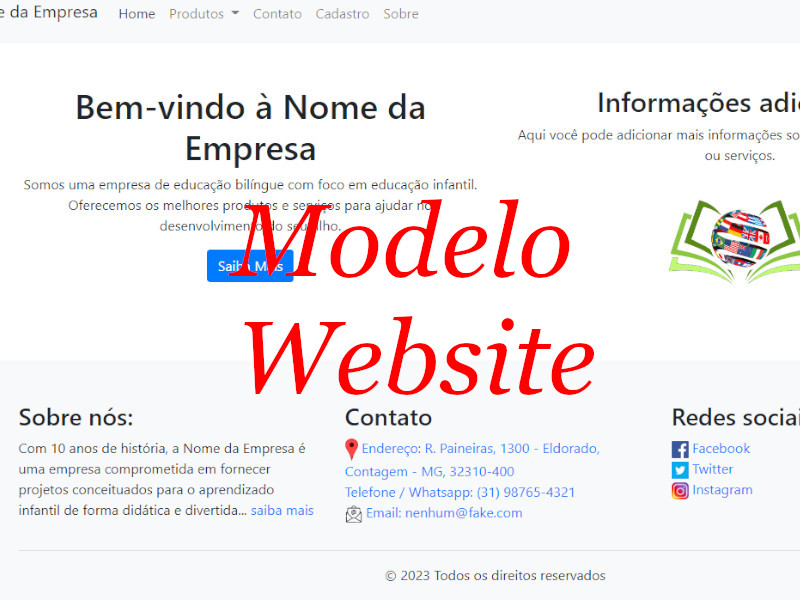 e da Empresa Home Produtos Contato Cadastro Sobre
Bem-vindo à Nome da
Empresa
Somos uma empresa de educação bilíngue com foco em educação infantil.
Oferecemos os melhores produtos e serviços para ajudar no
desenvolvimento do seu filho.
Saiba Mais
Informações adic
Aqui você pode adicionar mais informações so
ou serviços.
Modelo
Website
Sobre nós:
Com 10 anos de história, a Nome da Empresa é
uma empresa comprometida em fornecer
projetos conceituados para o aprendizado
infantil de forma didática e divertida... saiba mais
Contato
Endereço: R. Paineiras, 1300 - Eldorado,
Contagem - MG, 32310-400
Telefone / Whatsapp: (31) 98765-4321
Email: nenhum@fake.com
Redes sociai
Facebook
Twitter
Instagram
© 2023 Todos os direitos reservados